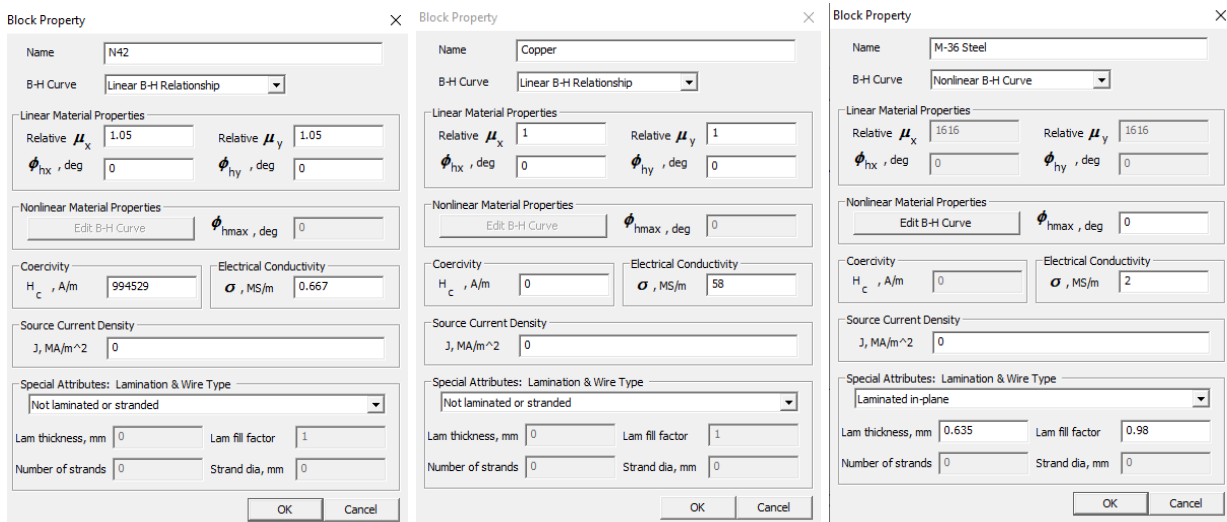 Block Property
Name N42
B-H Curve Linear B-H Relationship
Linear Material Properties
Relative μx 1.05 Relative μy 1.05
ϕhx , deg 0 ϕhy , deg 0
Nonlinear Material Properties
Edit B-H Curve ϕhmax , deg 0
Coercivity Electrical Conductivity
Hc , A/m 994529 σ , MS/m 0.667
Source Current Density
J, MA/m^2 0
Special Attributes: Lamination & Wire Type
Not laminated or stranded
Lam thickness, mm 0 Lam fill factor 1
Number of strands 0 Strand dia, mm 0
OK Cancel
Block Property
Name Copper
B-H Curve Linear B-H Relationship
Linear Material Properties
Relative μx 1 Relative μy 1
ϕhx , deg 0 ϕhy , deg 0
Nonlinear Material Properties
Edit B-H Curve ϕhmax , deg 0
Coercivity Electrical Conductivity
Hc , A/m 0 σ , MS/m 58
Source Current Density
J, MA/m^2 0
Special Attributes: Lamination & Wire Type
Not laminated or stranded
Lam thickness, mm 0 Lam fill factor 1
Number of strands 0 Strand dia, mm 0
OK Cancel
Block Property
Name M-36 Steel
B-H Curve Nonlinear B-H Curve
Linear Material Properties
Relative μx 1616 Relative μy 1616
ϕhx , deg 0 ϕhy , deg 0
Nonlinear Material Properties
Edit B-H Curve ϕhmax , deg 0
Coercivity Electrical Conductivity
Hc , A/m 0 σ , MS/m 2
Source Current Density
J, MA/m^2 0
Special Attributes: Lamination & Wire Type
Laminated in-plane
Lam thickness, mm 0.635 Lam fill factor 0.98
Number of strands 0 Strand dia, mm 0
OK Cancel